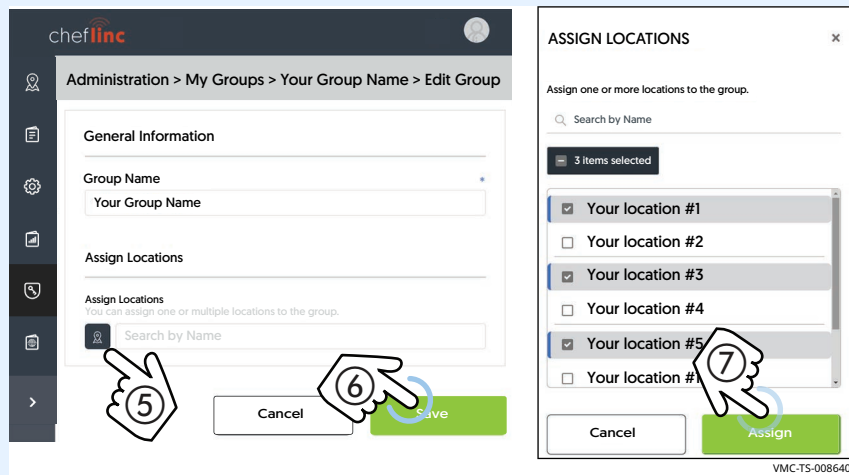 cheflinc
Administration > My Groups > Your Group Name > Edit Group
General Information
Group Name *
Your Group Name
Assign Locations
Assign Locations
You can assign one or multiple locations to the group.
Search by Name
5
6
Cancel
Save
ASSIGN LOCATIONS ×
Assign one or more locations to the group.
Search by Name
3 items selected
Your location #1
Your location #2
Your location #3
Your location #4
Your location #5
Your location
7
Cancel
Assign
VMC-TS-008640